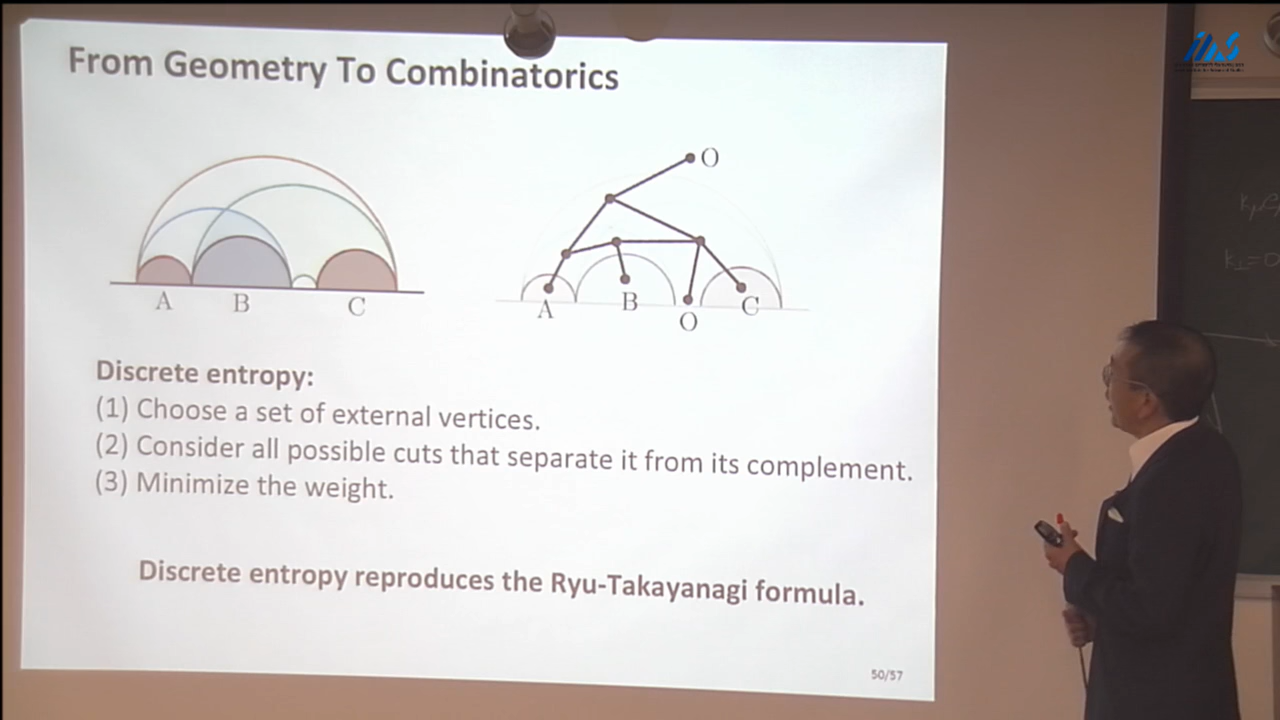 From Geometry To Combinatorics
A B C
O
A B O C
Discrete entropy:
(1) Choose a set of external vertices.
(2) Consider all possible cuts that separate it from its complement.
(3) Minimize the weight.
Discrete entropy reproduces the Ryu-Takayanagi formula.
50/57